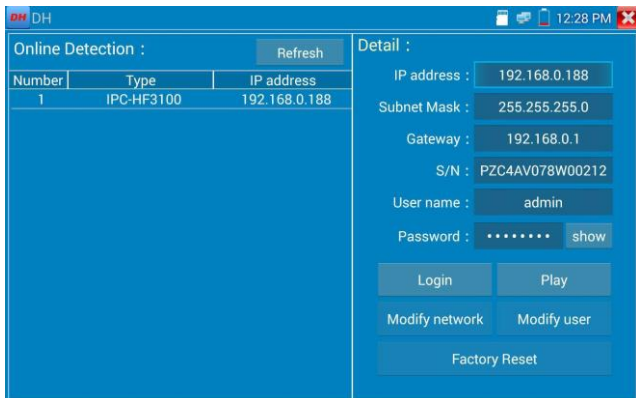 DH DH 12:28 PM
Online Detection :
Refresh
Number Type IP address
1 IPC-HF3100 192.168.0.188
Detail :
IP address : 192.168.0.188
Subnet Mask : 255.255.255.0
Gateway : 192.168.0.1
S/N : PZC4AV078W00212
User name : admin
Password : •••••••• show
Login Play
Modify network Modify user
Factory Reset